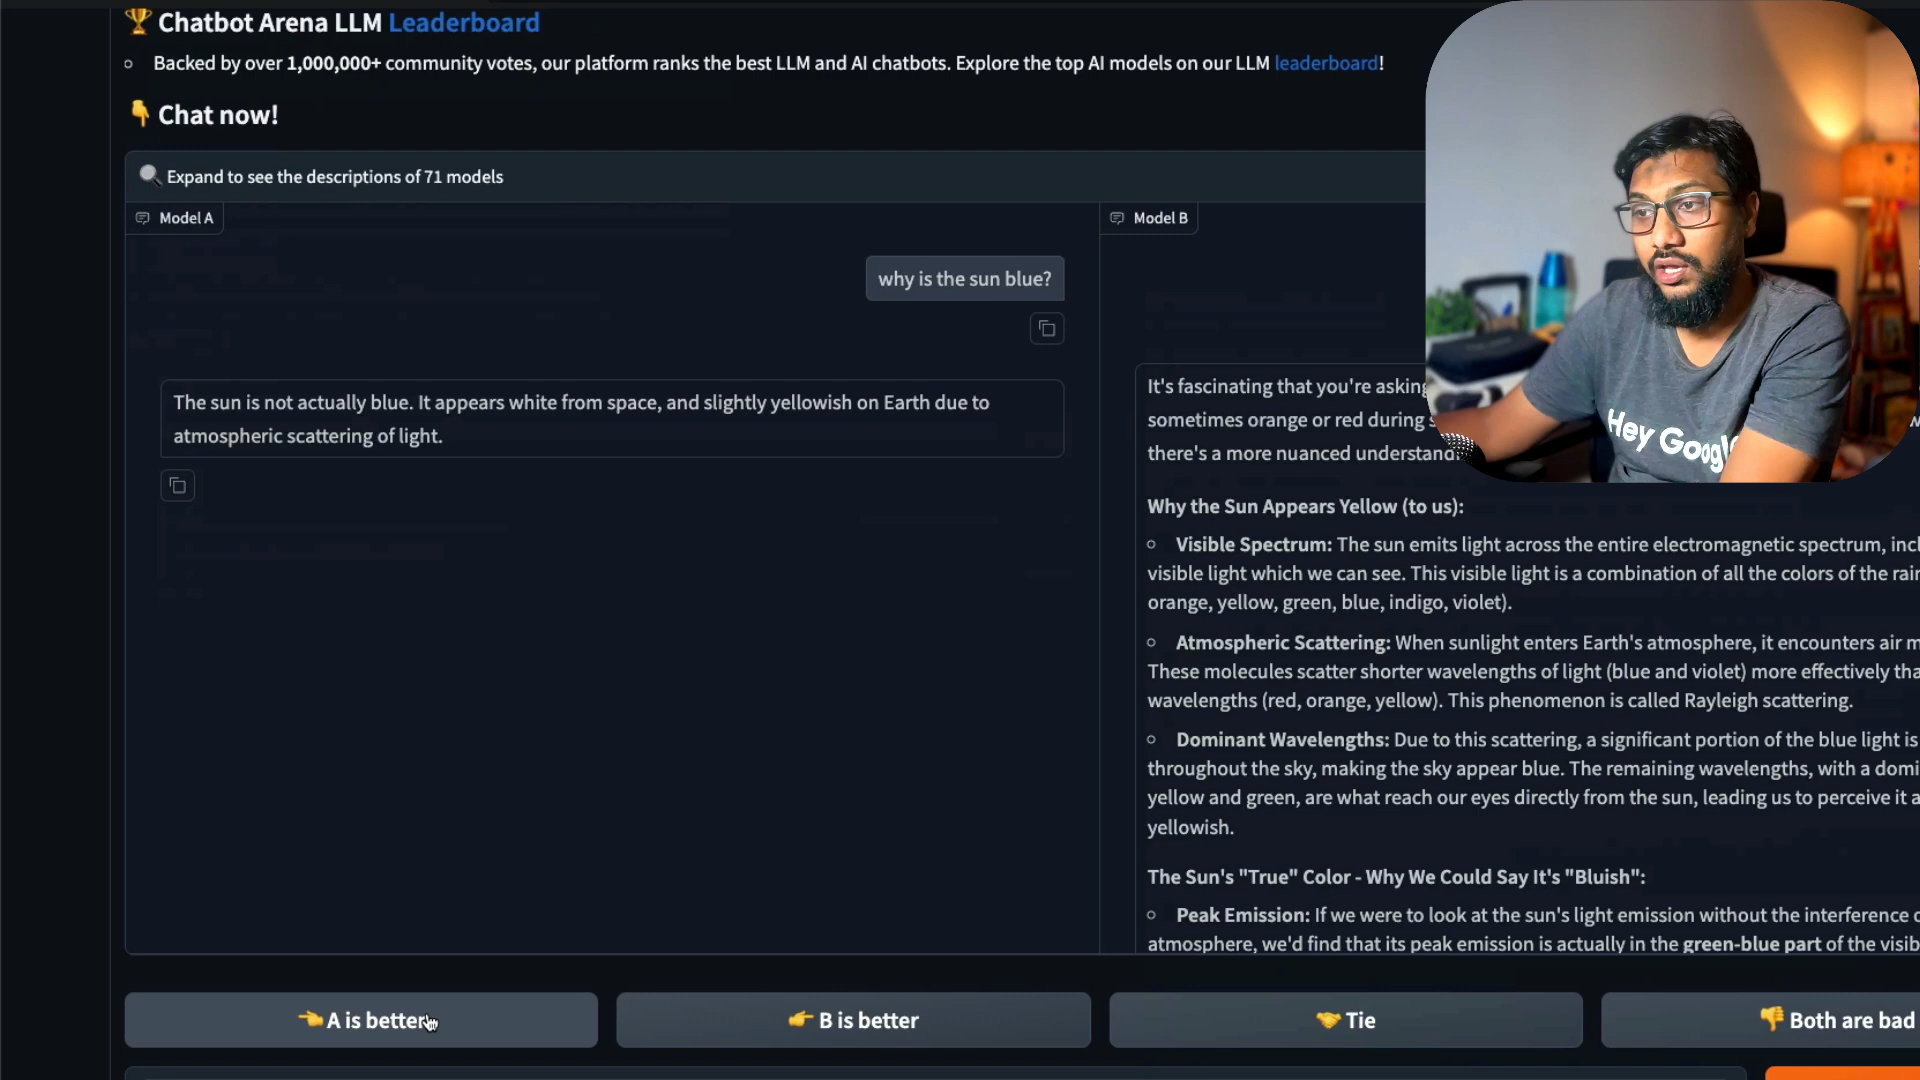 🏆 Chatbot Arena LLM Leaderboard
Backed by over 1,000,000+ community votes, our platform ranks the best LLM and AI chatbots. Explore the top AI models on our LLM leaderboard!
👇 Chat now!
Expand to see the descriptions of 71 models
Model A
Model B
why is the sun blue?
The sun is not actually blue. It appears white from space, and slightly yellowish on Earth due to
atmospheric scattering of light.
It's fascinating that you're asking
sometimes orange or red during
there's a more nuanced
Why the Sun Appears Yellow (to us):
Visible Spectrum: The sun emits light across the entire electromagnetic spectrum,
visible light which we can see. This visible light is a combination of all the colors of the
orange, yellow, green, blue, indigo, violet).
Atmospheric Scattering: When sunlight enters Earth's atmosphere, it encounters air
These molecules scatter shorter wavelengths of light (blue and violet) more effectively
wavelengths (red, orange, yellow). This phenomenon is called Rayleigh scattering.
Dominant Wavelengths: Due to this scattering, a significant portion of the blue light is
throughout the sky, making the sky appear blue. The remaining wavelengths, with a
yellow and green, are what reach our eyes directly from the sun, leading us to perceive it
yellowish.
The Sun's "True" Color - Why We Could Say It's "Bluish":
Peak Emission: If we were to look at the sun's light emission without the interference
atmosphere, we'd find that its peak emission is actually in the green-blue part of the
Hey Googl
👈 A is better
👉 B is better
🤝 Tie
👎 Both are bad